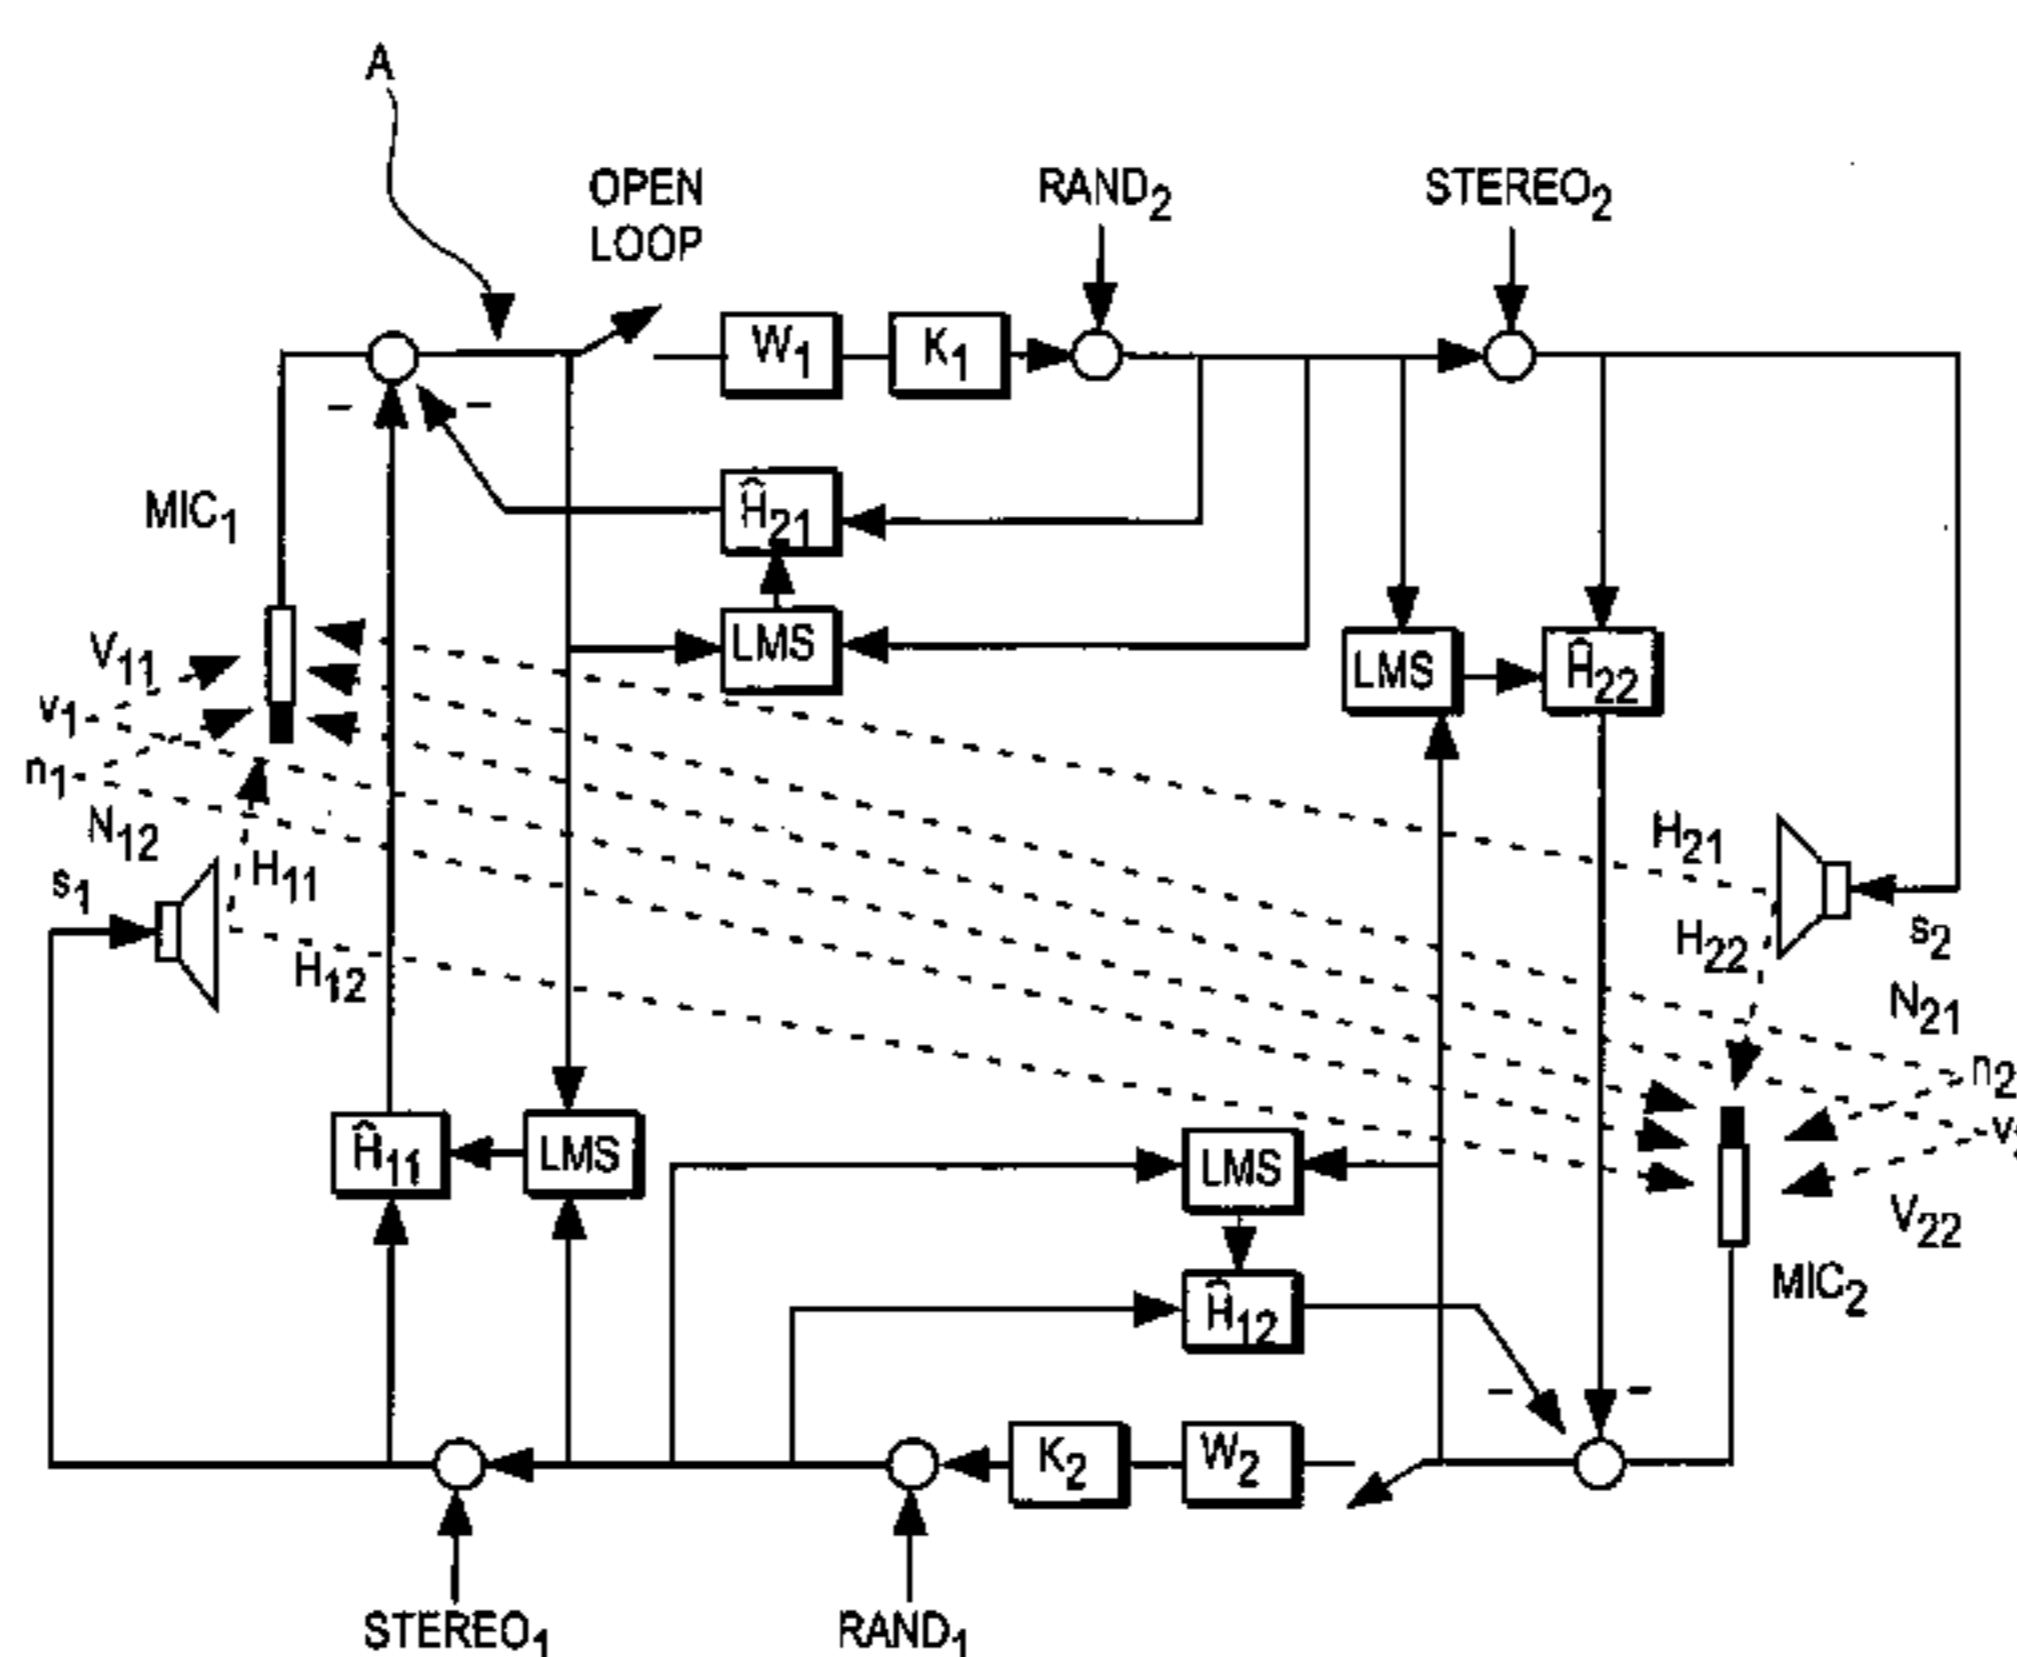 A
OPEN
LOOP
RAND2
STEREO2
W1
K1
MIC1
Ĥ21
LMS
LMS
Ĥ22
V11
v1
n1
N12
H11
s1
H12
H21
H22
s2
N21
n2
V22
MIC2
Ĥ11
LMS
LMS
Ĥ12
K2
W2
STEREO1
RAND1